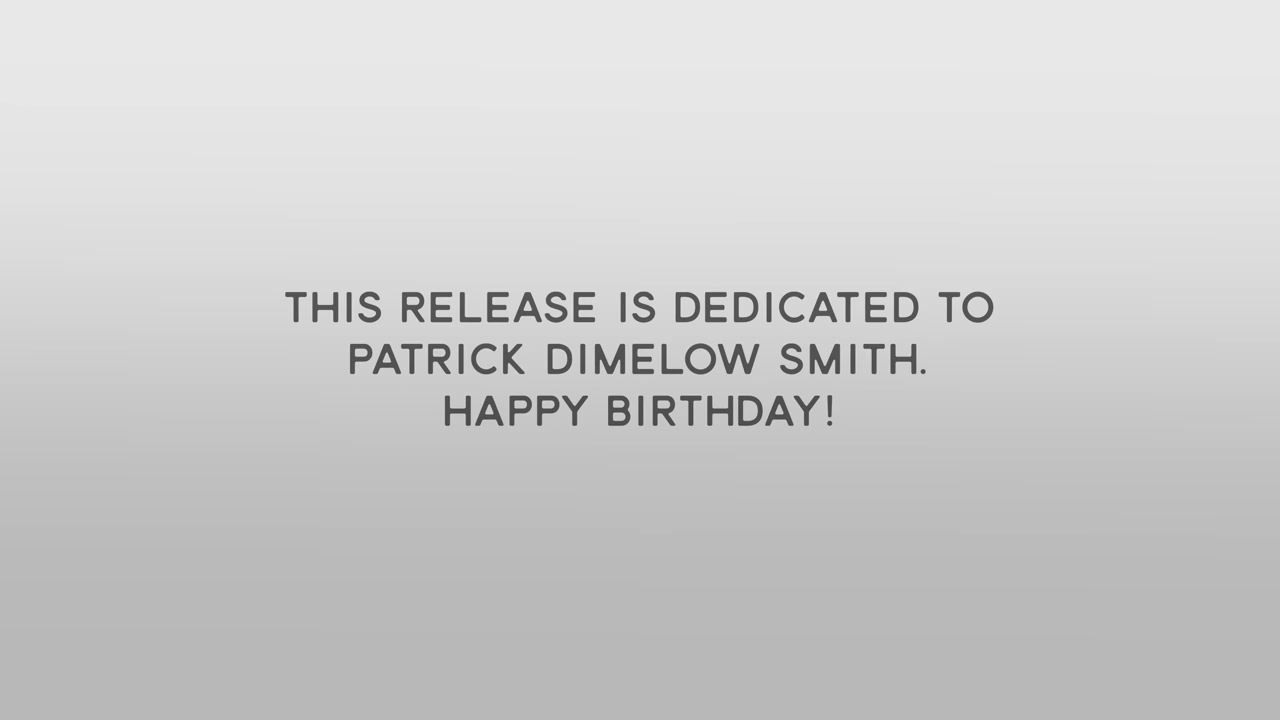 THIS RELEASE IS DEDICATED TO
PATRICK DIMELOW SMITH.
HAPPY BIRTHDAY!